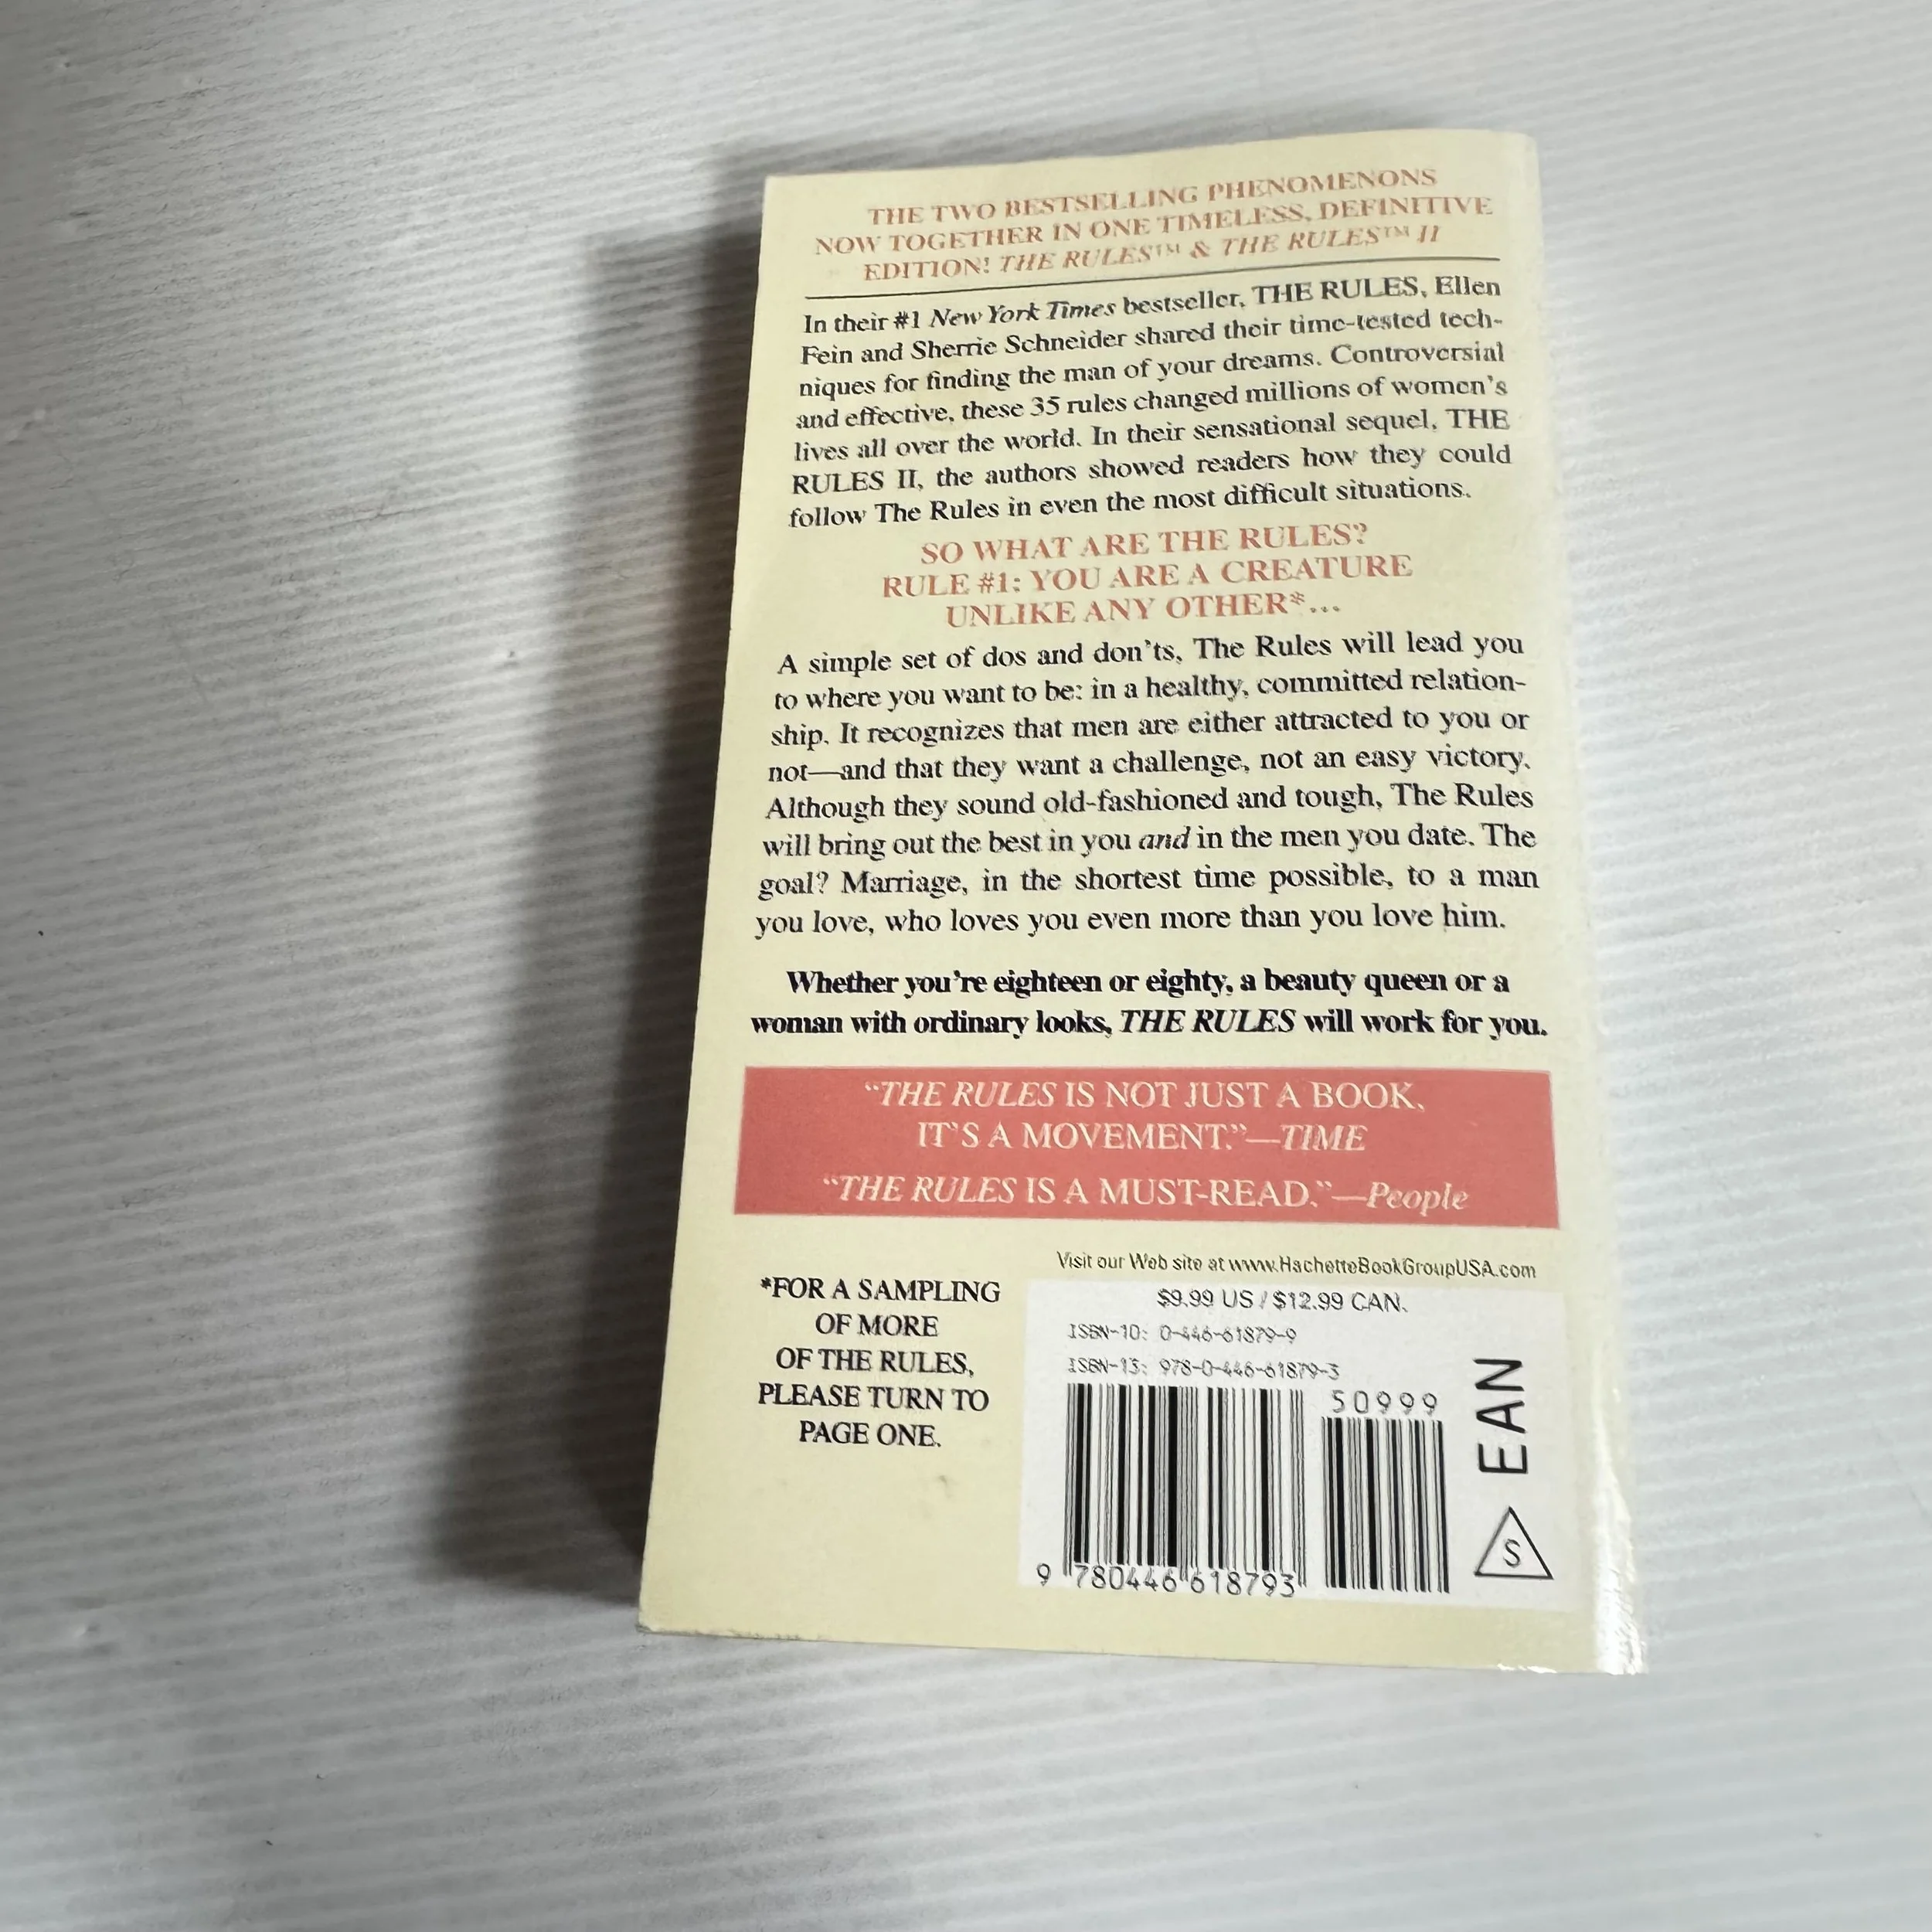 THE TWO BESTSELLING PHENOMENONS
NOW TOGETHER IN ONE TIMELESS, DEFINITIVE
EDITION! THE RULES™ & THE RULES™ II
In their #1 New York Times bestseller, THE RULES, Ellen
Fein and Sherrie Schneider shared their time-tested tech-
niques for finding the man of your dreams. Controversial
and effective, these 35 rules changed millions of women's
lives all over the world. In their sensational sequel, THE
RULES II, the authors showed readers how they could
follow The Rules in even the most difficult situations.
SO WHAT ARE THE RULES?
RULE #1: YOU ARE A CREATURE
UNLIKE ANY OTHER*...
A simple set of dos and don'ts, The Rules will lead you
to where you want to be: in a healthy, committed relation-
ship. It recognizes that men are either attracted to you or
not—and that they want a challenge, not an easy victory.
Although they sound old-fashioned and tough, The Rules
will bring out the best in you and in the men you date. The
goal? Marriage, in the shortest time possible, to a man
you love, who loves you even more than you love him.
Whether you're eighteen or eighty, a beauty queen or a
woman with ordinary looks, THE RULES will work for you.
"THE RULES IS NOT JUST A BOOK,
IT'S A MOVEMENT."—TIME
"THE RULES IS A MUST-READ."—People
*FOR A SAMPLING
OF MORE
OF THE RULES,
PLEASE TURN TO
PAGE ONE.
Visit our Web site at www.HachetteBookGroupUSA.com
$9.99 US / $12.99 CAN.
ISBN-10: 0-446-61879-9
ISBN-13: 978-0-446-61879-3
50999
9 780446 618793
EAN
S